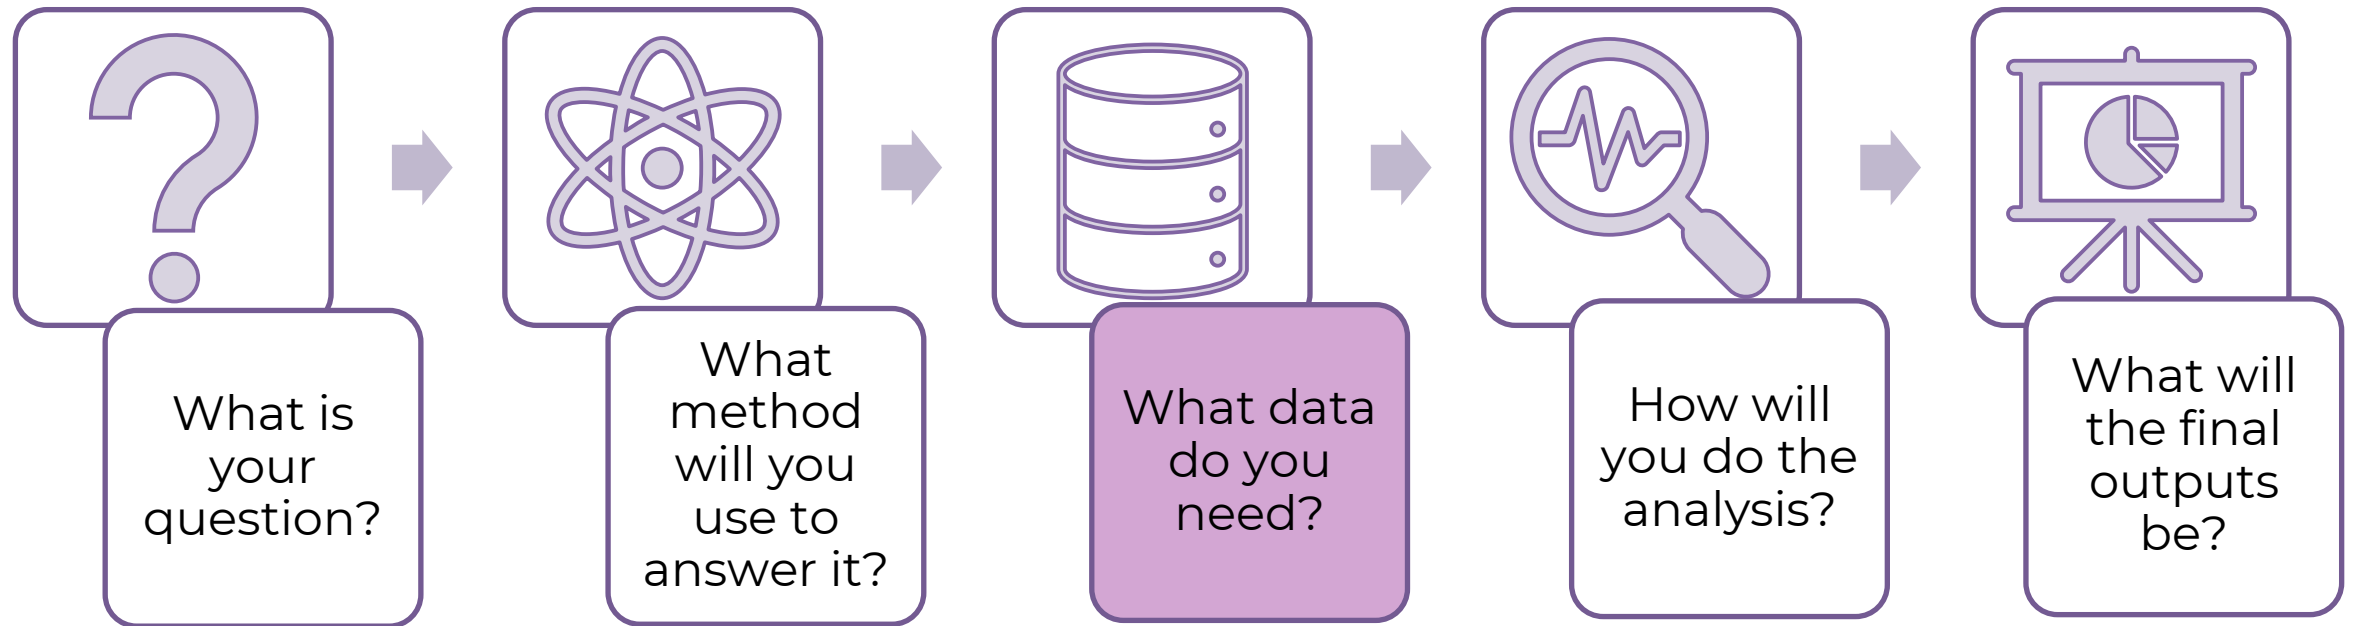 What is
your
question?
What
method
will you
use to
answer it?
What data
do you
need?
How will
you do the
analysis?
What will
the final
outputs
be?